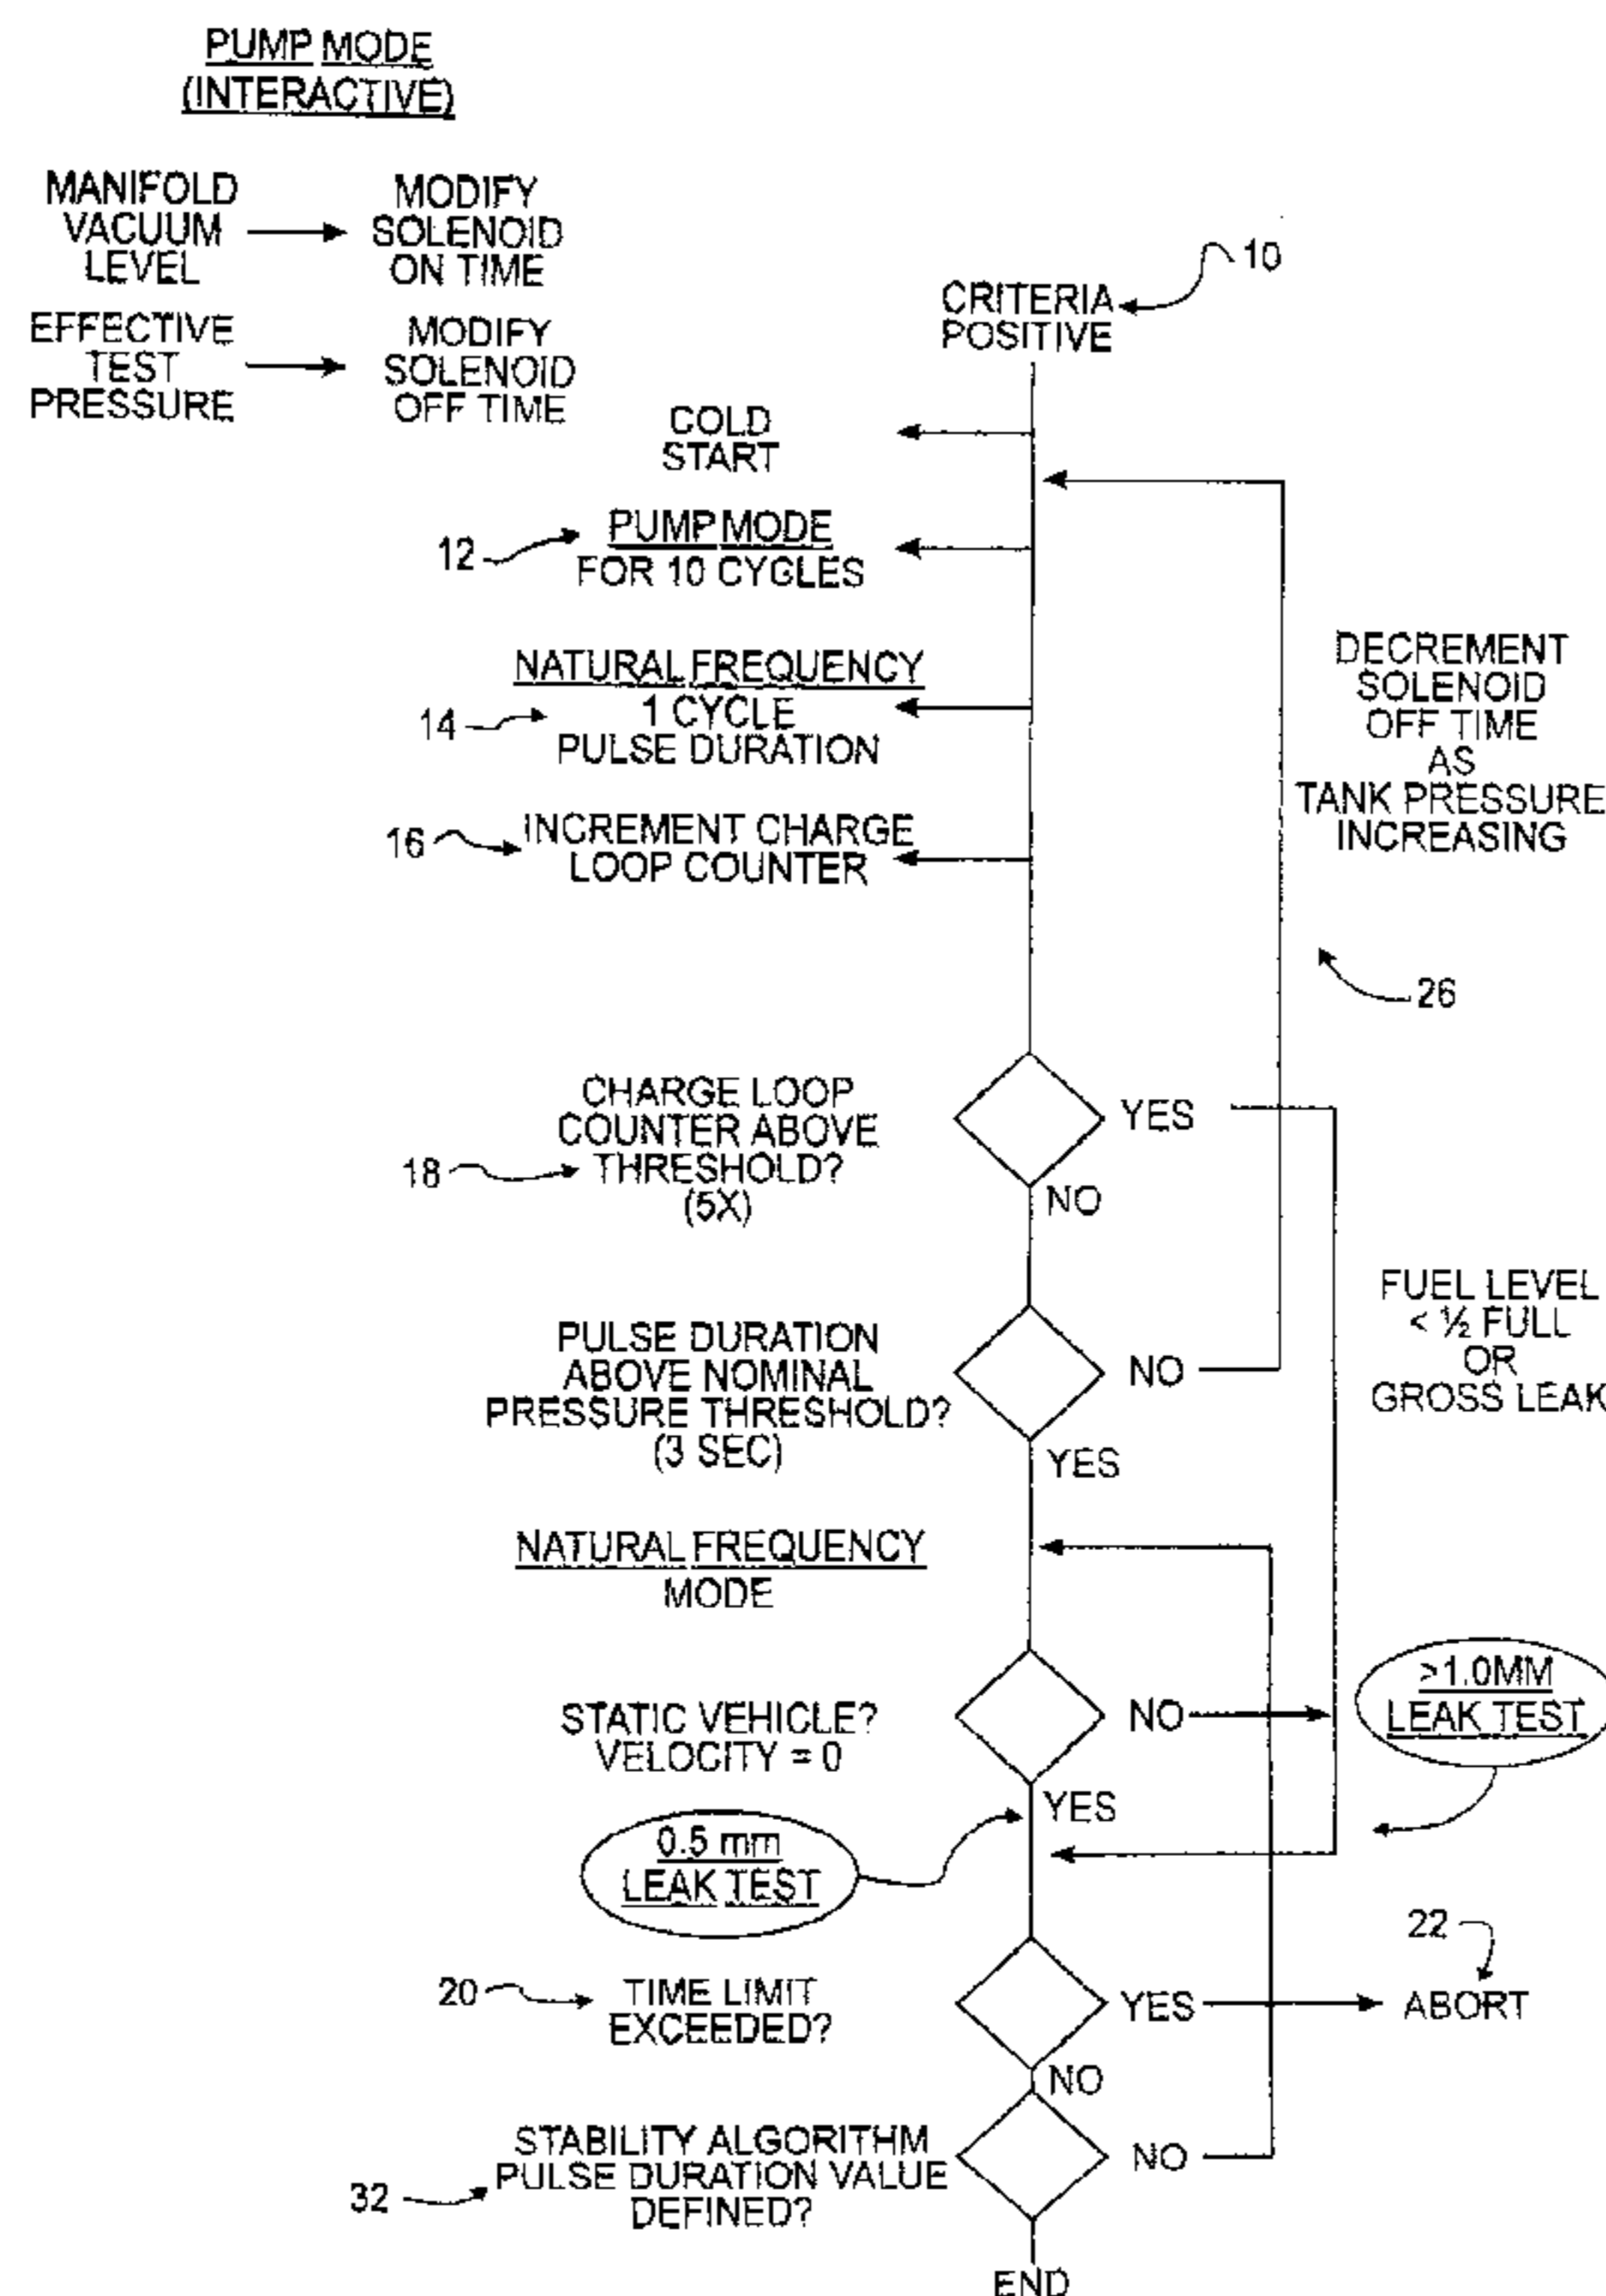 PUMP MODE
(INTERACTIVE)
MANIFOLD
VACUUM
LEVEL
MODIFY
SOLENOID
ON TIME
EFFECTIVE
TEST
PRESSURE
MODIFY
SOLENOID
OFF TIME
10
CRITERIA
POSITIVE
COLD
START
12
PUMP MODE
FOR 10 CYGLES
NATURAL FREQUENCY
14
1 CYCLE
PULSE DURATION
DECREMENT
SOLENOID
OFF TIME
AS
TANK PRESSURE
INCREASING
16
INCREMENT CHARGE
LOOP COUNTER
26
CHARGE LOOP
COUNTER ABOVE
18
THRESHOLD?
(5X)
YES
NO
FUEL LEVEL
< ½ FULL
OR
GROSS LEAK
PULSE DURATION
ABOVE NOMINAL
PRESSURE THRESHOLD?
(3 SEC)
NO
YES
NATURAL FREQUENCY
MODE
STATIC VEHICLE?
VELOCITY = 0
NO
YES
>1.0MM
LEAK TEST
0.5 mm
LEAK TEST
20
TIME LIMIT
EXCEEDED?
YES
22
ABORT
NO
STABILITY ALGORITHM
PULSE DURATION VALUE
DEFINED?
32
NO
END